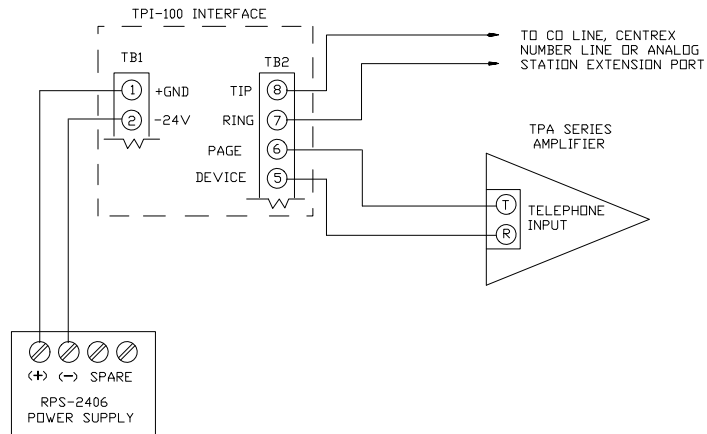 TPI-100 INTERFACE
TB1
1 +GND
2 -24V
TB2
TIP 8
RING 7
PAGE 6
DEVICE 5
TO CO LINE, CENTREX
NUMBER LINE OR ANALOG
STATION EXTENSION PORT
TPA SERIES
AMPLIFIER
T
R
TELEPHONE
INPUT
(+) (-) SPARE
RPS-2406
POWER SUPPLY